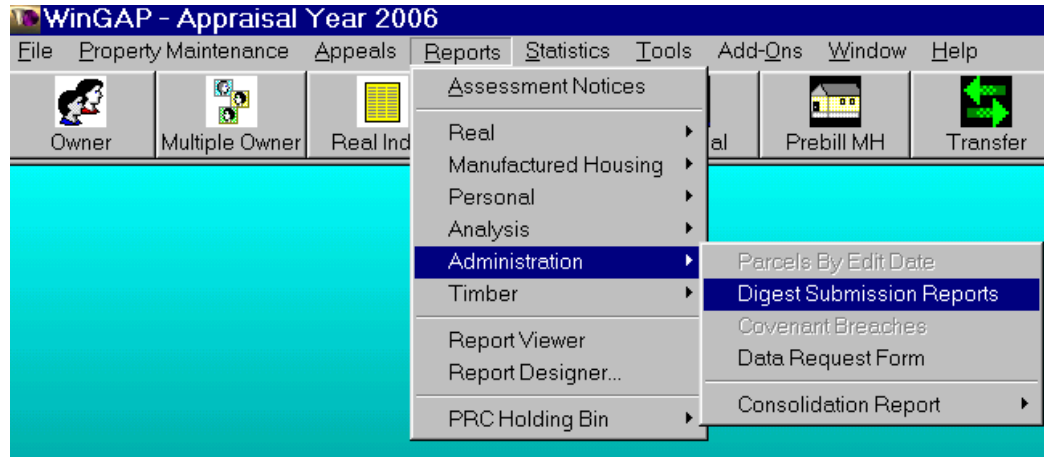 WinGAP - Appraisal Year 2006
File Property Maintenance Appeals Reports Statistics Tools Add-Ons Window Help
Owner Multiple Owner Real Ind al Prebill MH Transfer
Assessment Notices
Real
Manufactured Housing
Personal
Analysis
Administration
Timber
Report Viewer
Report Designer...
PRC Holding Bin
Parcels By Edit Date
Digest Submission Reports
Covenant Breaches
Data Request Form
Consolidation Report